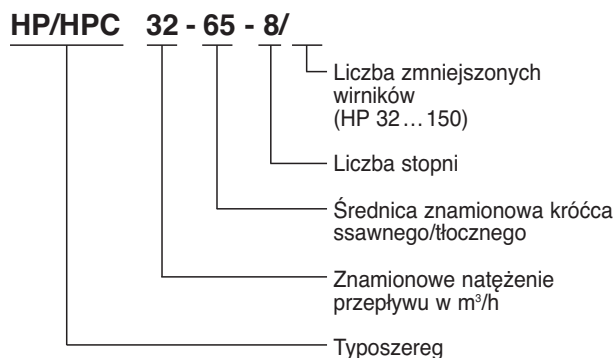 HP/HPC 32 - 65 - 8/
Liczba zmniejszonych
wirników
(HP 32…150)
Liczba stopni
Średnica znamionowa króćca
ssawnego/tłocznego
Znamionowe natężenie
przepływu w m³/h
Typoszereg